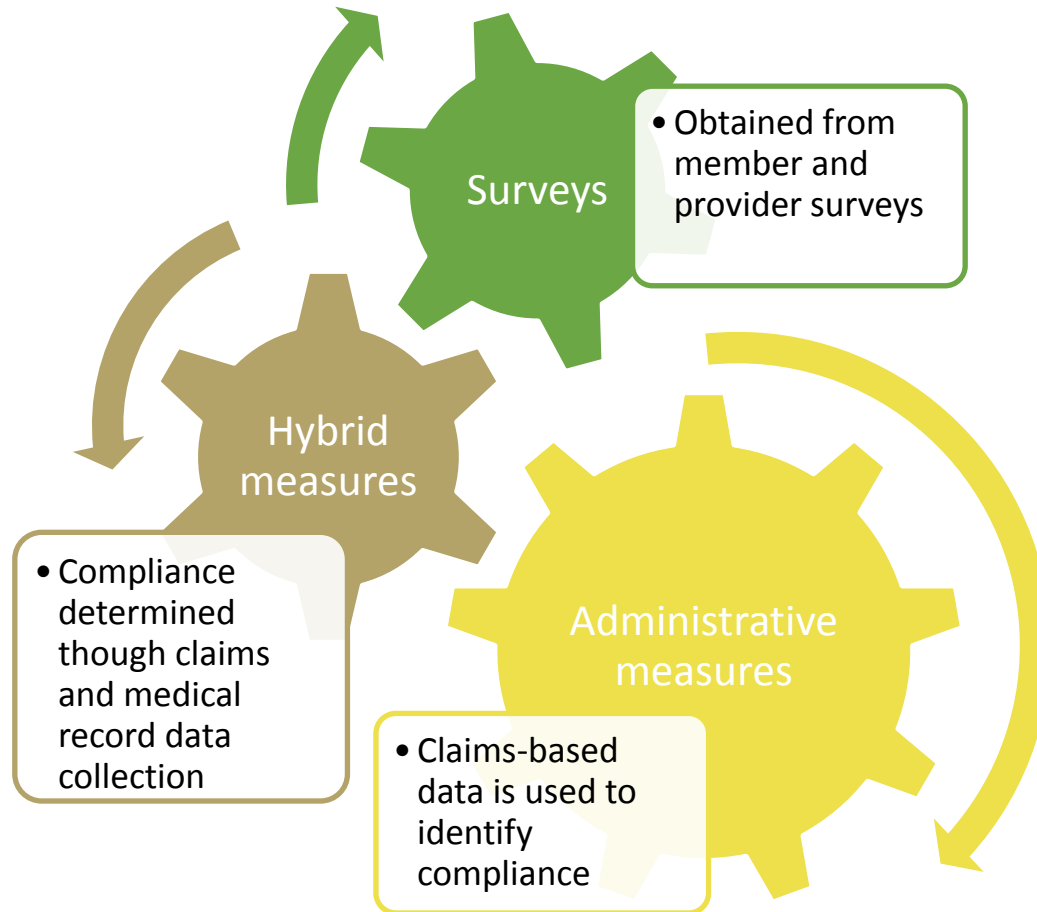 Surveys
• Obtained from
member and
provider surveys
Hybrid
measures
• Compliance
determined
though claims
and medical
record data
collection
Administrative
measures
• Claims-based
data is used to
identify
compliance